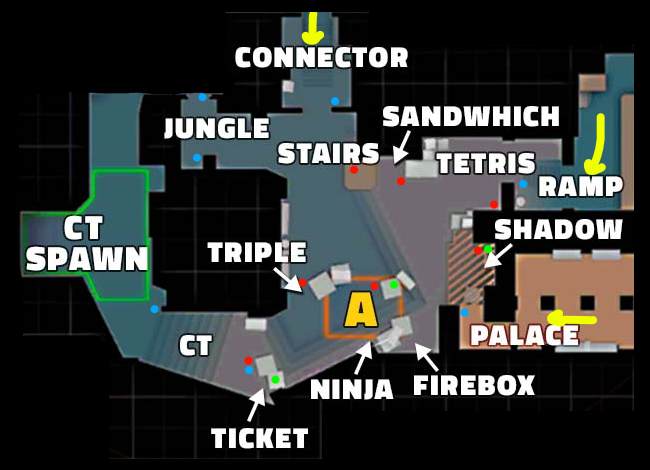 CONNECTOR
SANDWHICH
JUNGLE
STAIRS
TETRIS
RAMP
CT
SPAWN
SHADOW
TRIPLE
A
PALACE
CT
NINJA
FIREBOX
TICKET